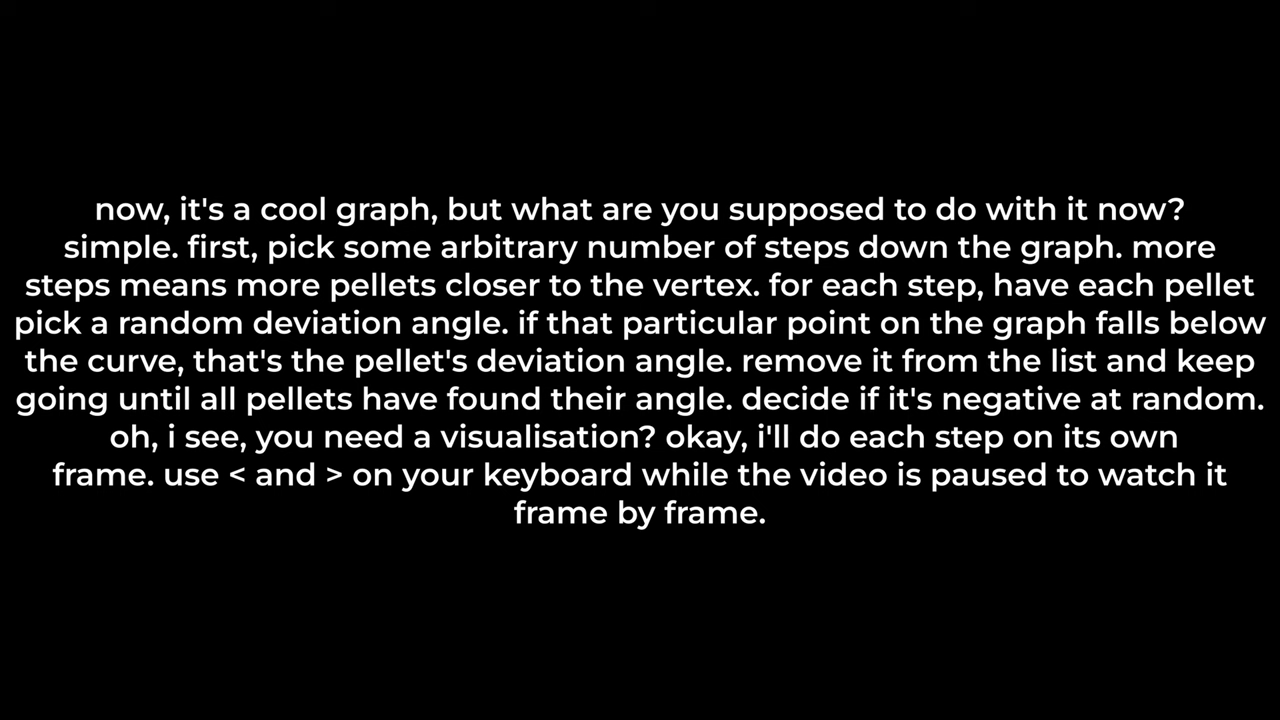 now, it's a cool graph, but what are you supposed to do with it now?
simple. first, pick some arbitrary number of steps down the graph. more
steps means more pellets closer to the vertex. for each step, have each pellet
pick a random deviation angle. if that particular point on the graph falls below
the curve, that's the pellet's deviation angle. remove it from the list and keep
going until all pellets have found their angle. decide if it's negative at random.
oh, i see, you need a visualisation? okay, i'll do each step on its own
frame. use < and > on your keyboard while the video is paused to watch it
frame by frame.